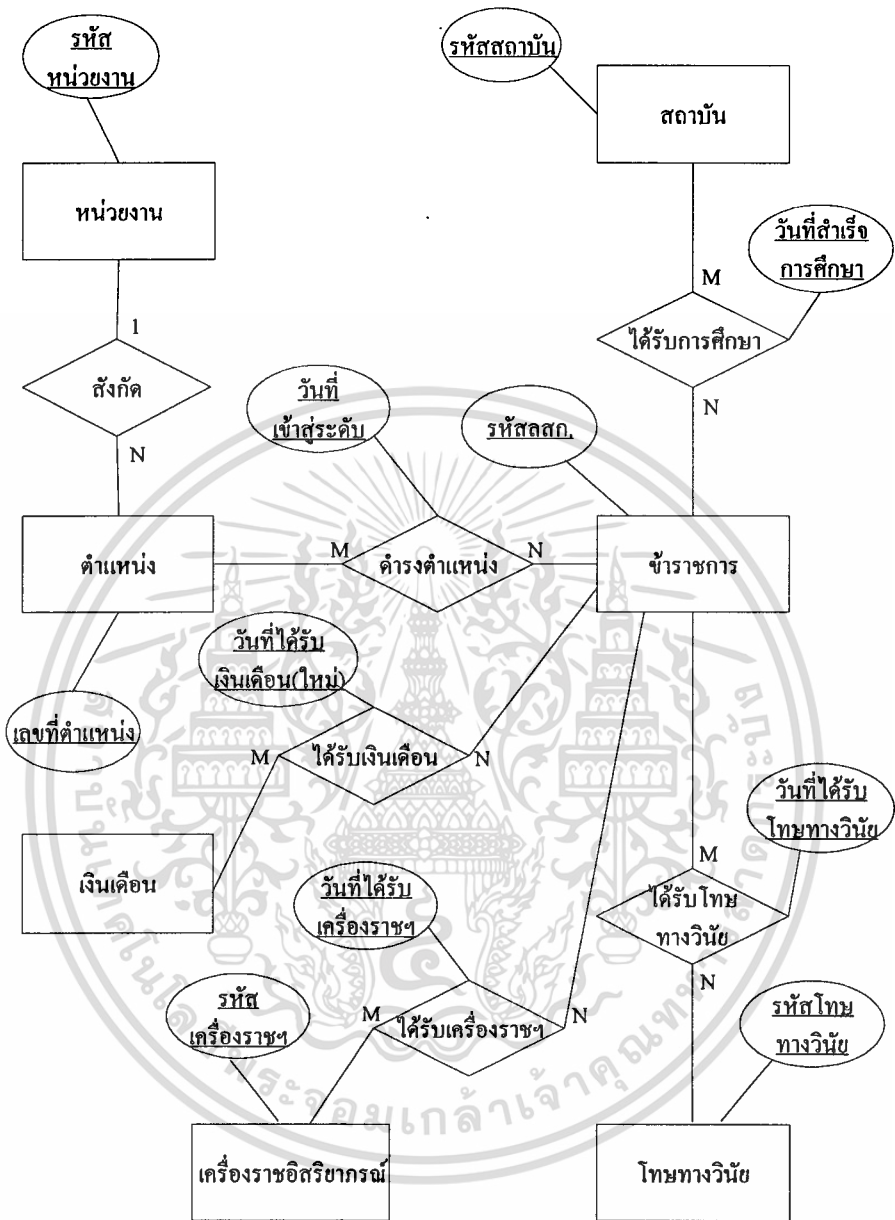 รหัส
หน่วยงาน
รหัสสถาบัน
สถาบัน
หน่วยงาน
วันที่สำเร็จ
การศึกษา
M
1
ได้รับการศึกษา
สังกัด
วันที่
เข้าสู่ระดับ
N
รหัสลสก.
N
ตำแหน่ง
M
ดำรงตำแหน่ง
N
ข้าราชการ
วันที่ได้รับ
เงินเดือน(ใหม่)
เลขที่ตำแหน่ง
M
ได้รับเงินเดือน
N
วันที่ได้รับ
โทษทางวินัย
เงินเดือน
M
วันที่ได้รับ
เครื่องราชฯ
ได้รับโทษ
ทางวินัย
N
รหัส
เครื่องราชฯ
M
ได้รับเครื่องราชฯ
N
รหัสโทษ
ทางวินัย
เครื่องราชอิสริยาภรณ์
โทษทางวินัย